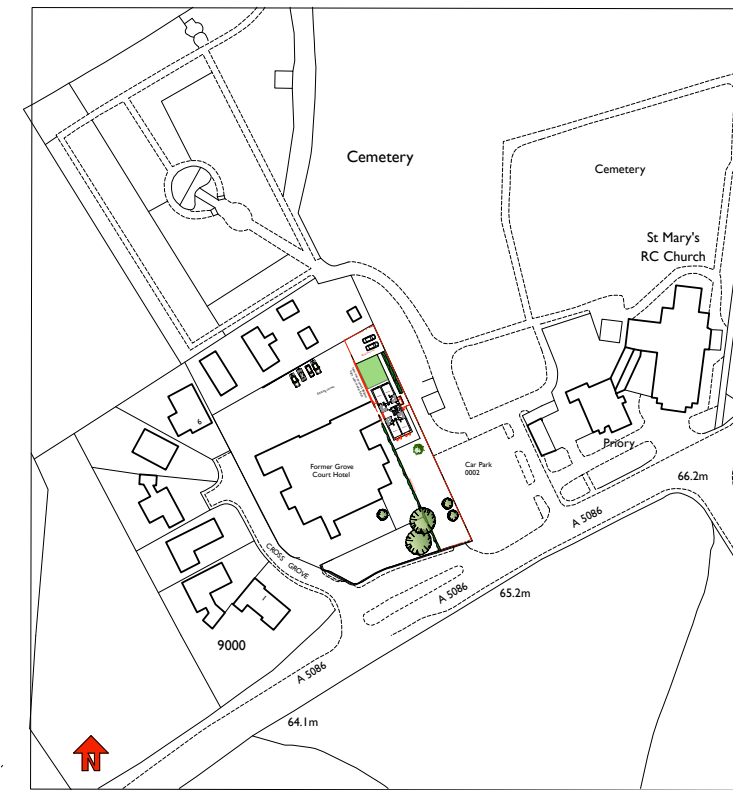 Cemetery
Cemetery
St Mary's
RC Church
6
Former Grove
Court Hotel
Car Park
0002
Priory
66.2m
A 5086
CROSS GROVE
A 5086
65.2m
9000
A 5086
64.1m
N